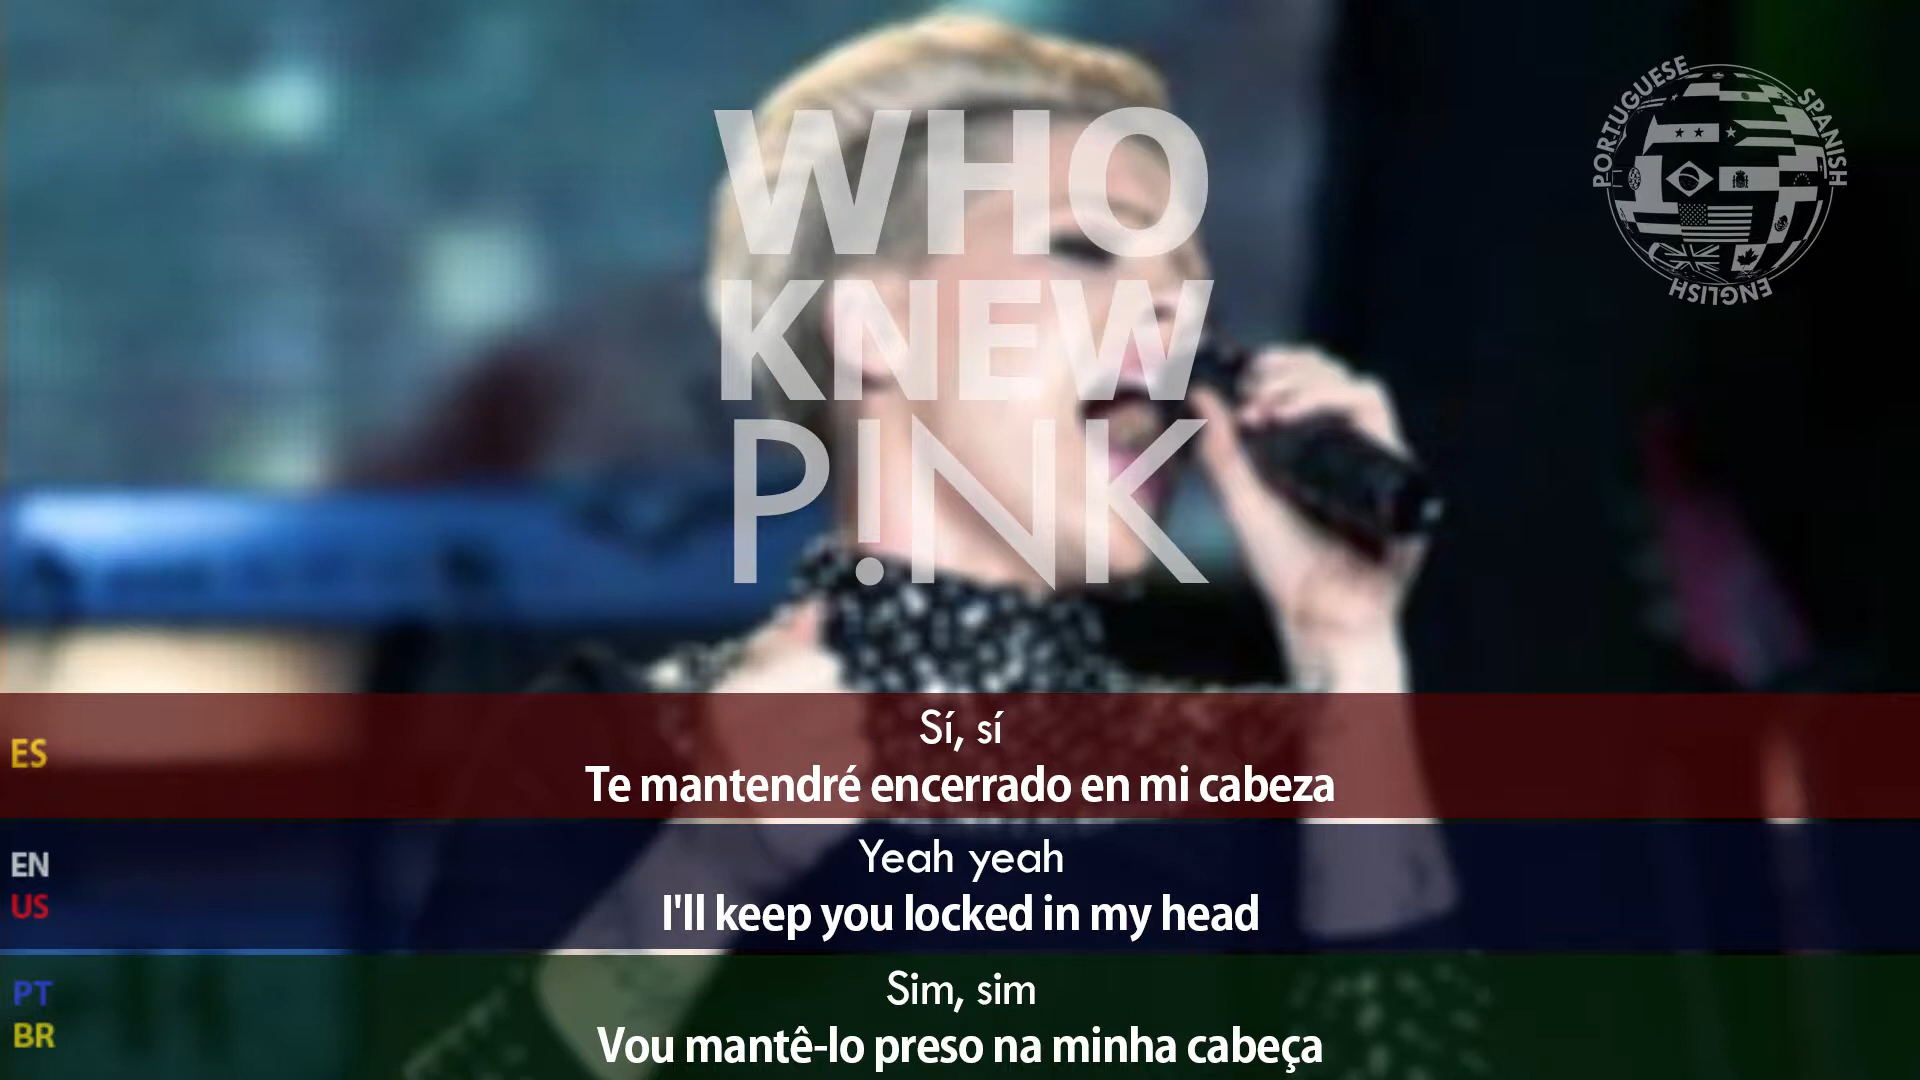 WHO
KNEW
P!NK
PORTUGUESE
SPANISH
ENGLISH
ES
Sí, sí
Te mantendré encerrado en mi cabeza
EN
US
Yeah yeah
I'll keep you locked in my head
PT
BR
Sim, sim
Vou mantê-lo preso na minha cabeça